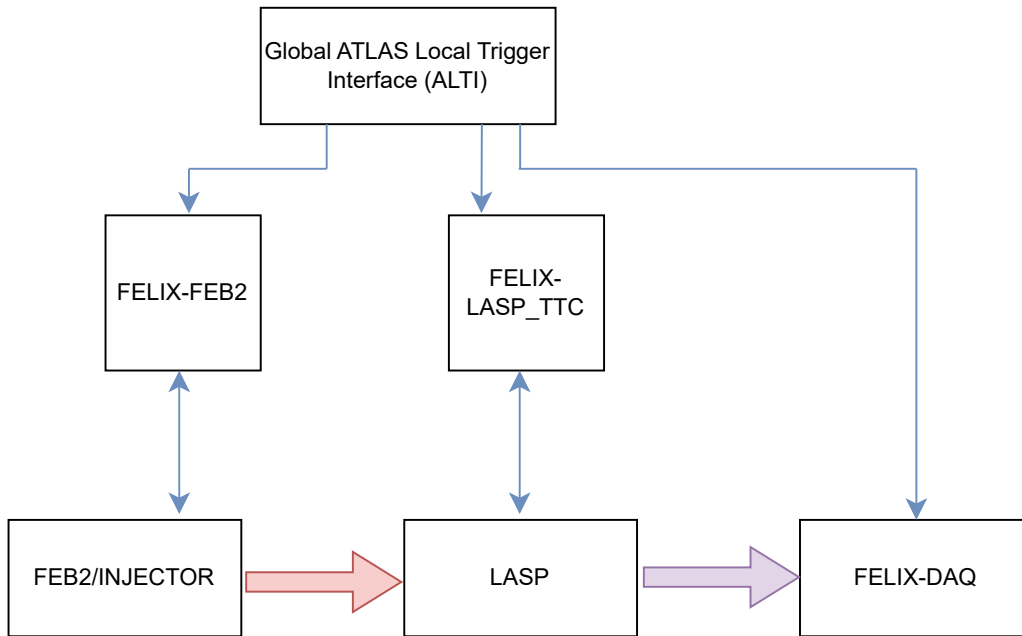 Global ATLAS Local Trigger
Interface (ALTI)
FELIX-FEB2
FELIX-
LASP_TTC
FEB2/INJECTOR
LASP
FELIX-DAQ